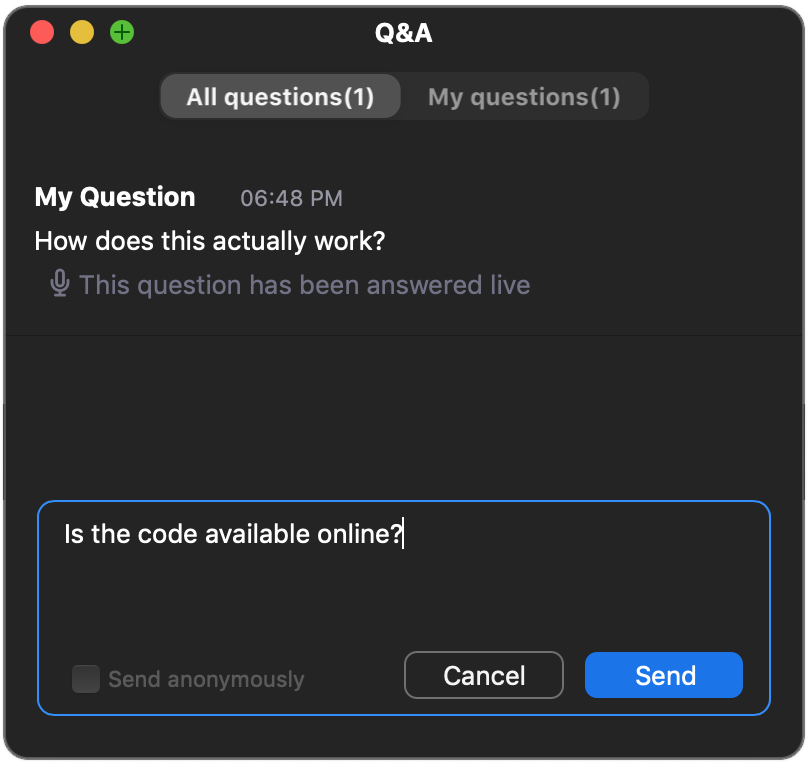 Q&A
All questions(1) My questions(1)
My Question 06:48 PM
How does this actually work?
This question has been answered live
Is the code available online?
Send anonymously Cancel Send